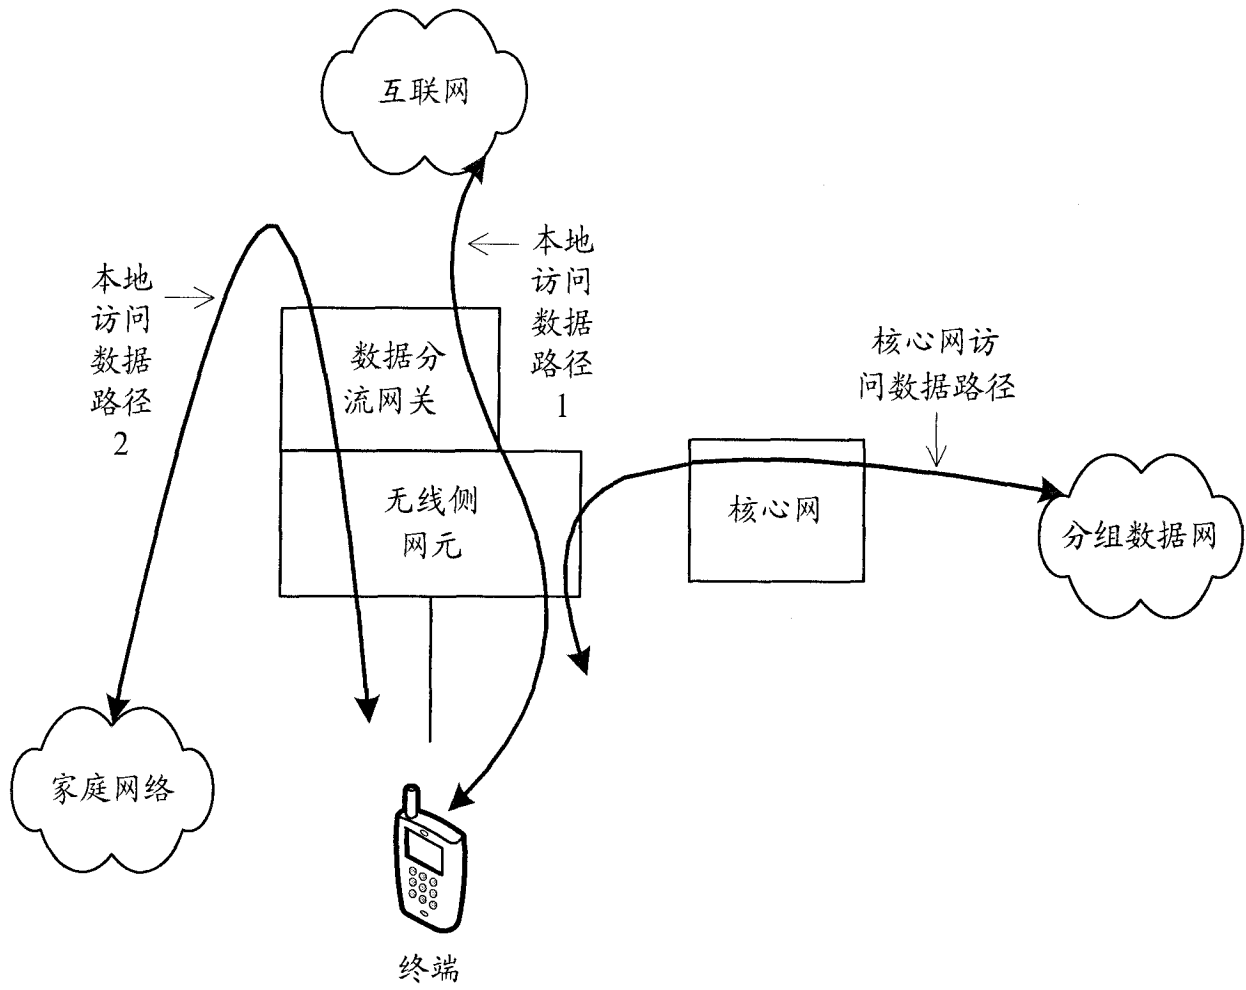 互联网
本地
访问
数据
路径
1
本地
访问
数据
路径
2
数据分
流网关
核心网访
问数据路径
无线侧
网元
核心网
分组数据网
家庭网络
终端